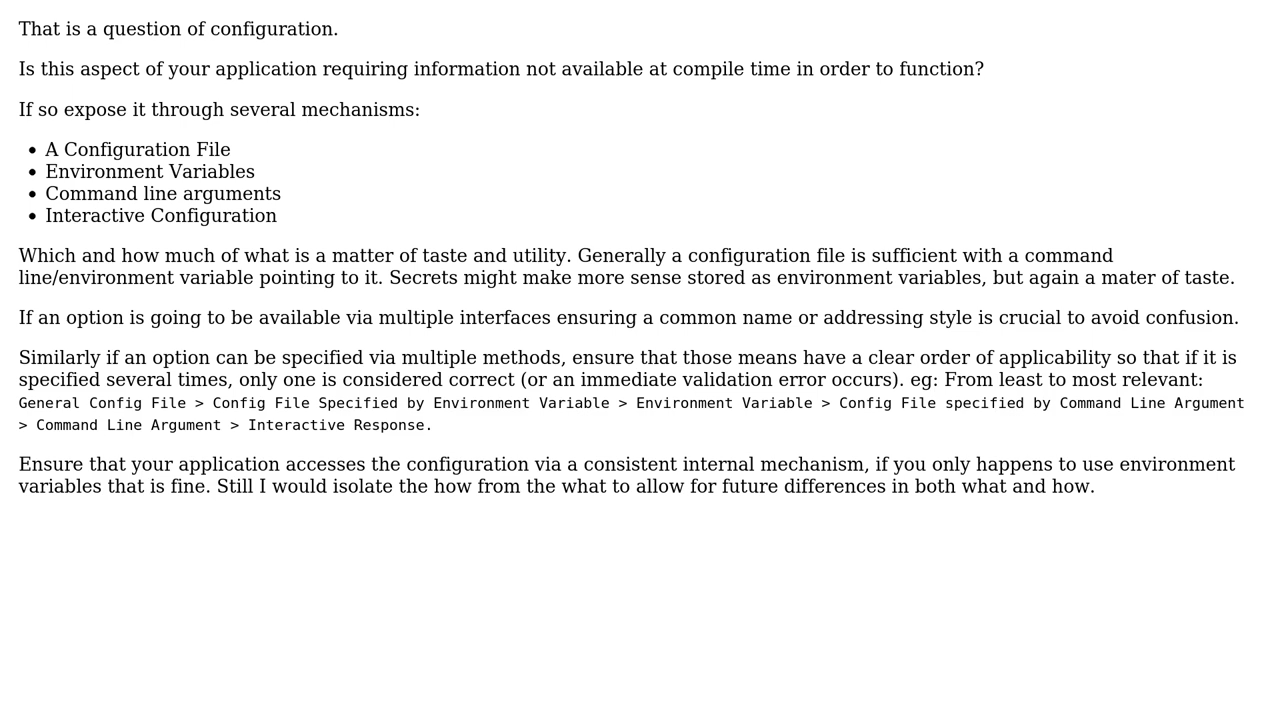 That is a question of configuration.
Is this aspect of your application requiring information not available at compile time in order to function?
If so expose it through several mechanisms:
• A Configuration File
• Environment Variables
• Command line arguments
• Interactive Configuration
Which and how much of what is a matter of taste and utility. Generally a configuration file is sufficient with a command
line/environment variable pointing to it. Secrets might make more sense stored as environment variables, but again a mater of taste.
If an option is going to be available via multiple interfaces ensuring a common name or addressing style is crucial to avoid confusion.
Similarly if an option can be specified via multiple methods, ensure that those means have a clear order of applicability so that if it is
specified several times, only one is considered correct (or an immediate validation error occurs). eg: From least to most relevant:
General Config File > Config File Specified by Environment Variable > Environment Variable > Config File specified by Command Line Argument
> Command Line Argument > Interactive Response.
Ensure that your application accesses the configuration via a consistent internal mechanism, if you only happens to use environment
variables that is fine. Still I would isolate the how from the what to allow for future differences in both what and how.